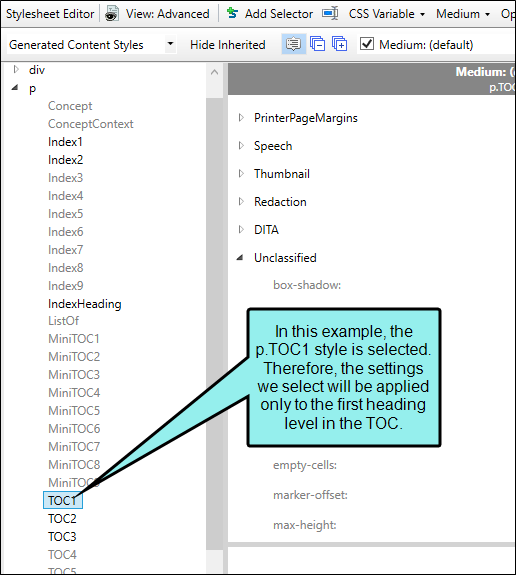 Stylesheet Editor View: Advanced Add Selector CSS Variable Medium Op
Generated Content Styles Hide Inherited Medium: (default)
div
p
Concept
ConceptContext
Index1
Index2
Index3
Index4
Index5
Index6
Index7
Index8
Index9
IndexHeading
ListOf
MiniTOC1
MiniTOC2
MiniTOC3
MiniTOC4
MiniTOC5
MiniTOC6
MiniTOC7
MiniTOC8
TOC1
TOC2
TOC3
TOC4
TOC5
Medium: (
p.TOC
PrinterPageMargins
Speech
Thumbnail
Redaction
DITA
Unclassified
box-shadow:
In this example, the
p.TOC1 style is selected.
Therefore, the settings
we select will be applied
only to the first heading
level in the TOC.
empty-cells:
marker-offset:
max-height: